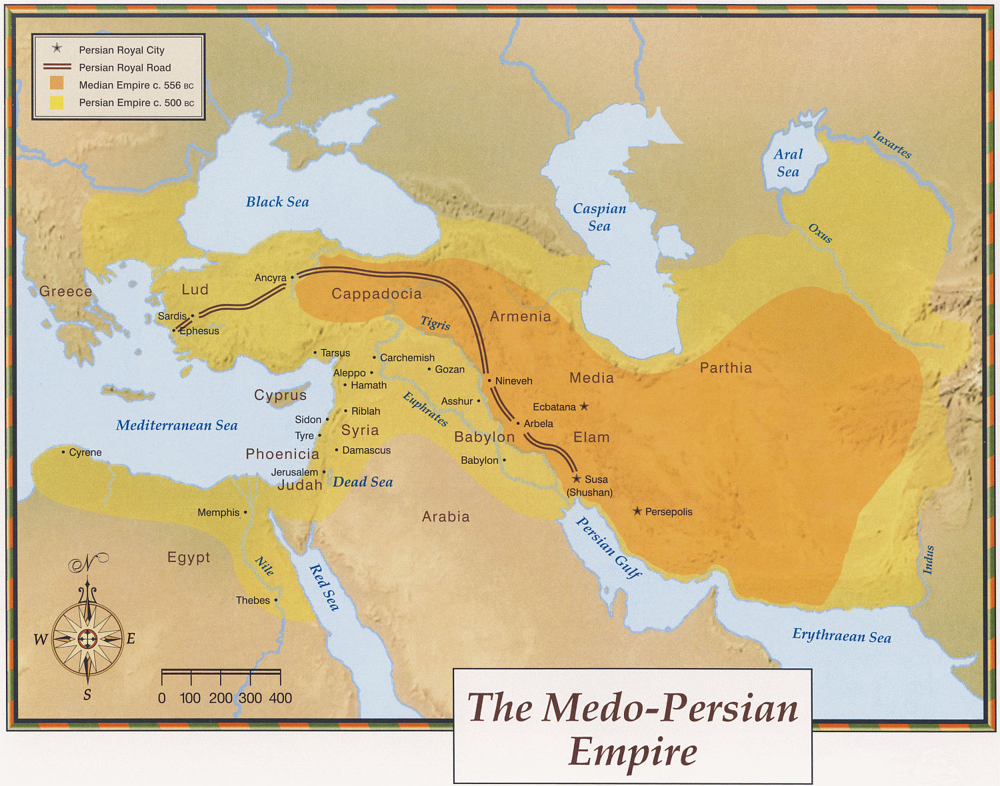 Persian Royal City
Persian Royal Road
Median Empire c. 556 BC
Persian Empire c. 500 BC
Iaxartes
Aral
Sea
Black Sea
Caspian
Sea
Oxus
Greece
Lud
Ancyra
Cappadocia
Sardis
Ephesus
Tigris
Armenia
Tarsus
Carchemish
Gozan
Aleppo
Hamath
Nineveh
Media
Parthia
Cyprus
Asshur
Ecbatana
Euphrates
Riblah
Sidon
Arbela
Mediterranean Sea
Tyre
Syria
Babylon
Elam
Cyrene
Phoenicia
Damascus
Babylon
Jerusalem
Judah
Dead Sea
Susa
(Shushan)
Memphis
Arabia
Persepolis
Persian Gulf
Egypt
Nile
Indus
Red Sea
Thebes
N
W
E
S
Erythraean Sea
0 100 200 300 400
The Medo-Persian
Empire